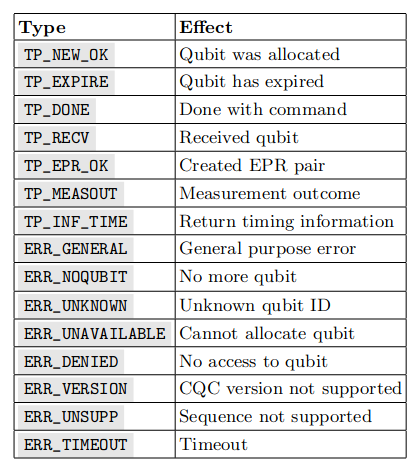 Type Effect
TP_NEW_OK Qubit was allocated
TP_EXPIRE Qubit has expired
TP_DONE Done with command
TP_RECV Received qubit
TP_EPR_OK Created EPR pair
TP_MEASOUT Measurement outcome
TP_INF_TIME Return timing information
ERR_GENERAL General purpose error
ERR_NOQUBIT No more qubit
ERR_UNKNOWN Unknown qubit ID
ERR_UNAVAILABLE Cannot allocate qubit
ERR_DENIED No access to qubit
ERR_VERSION CQC version not supported
ERR_UNSUPP Sequence not supported
ERR_TIMEOUT Timeout